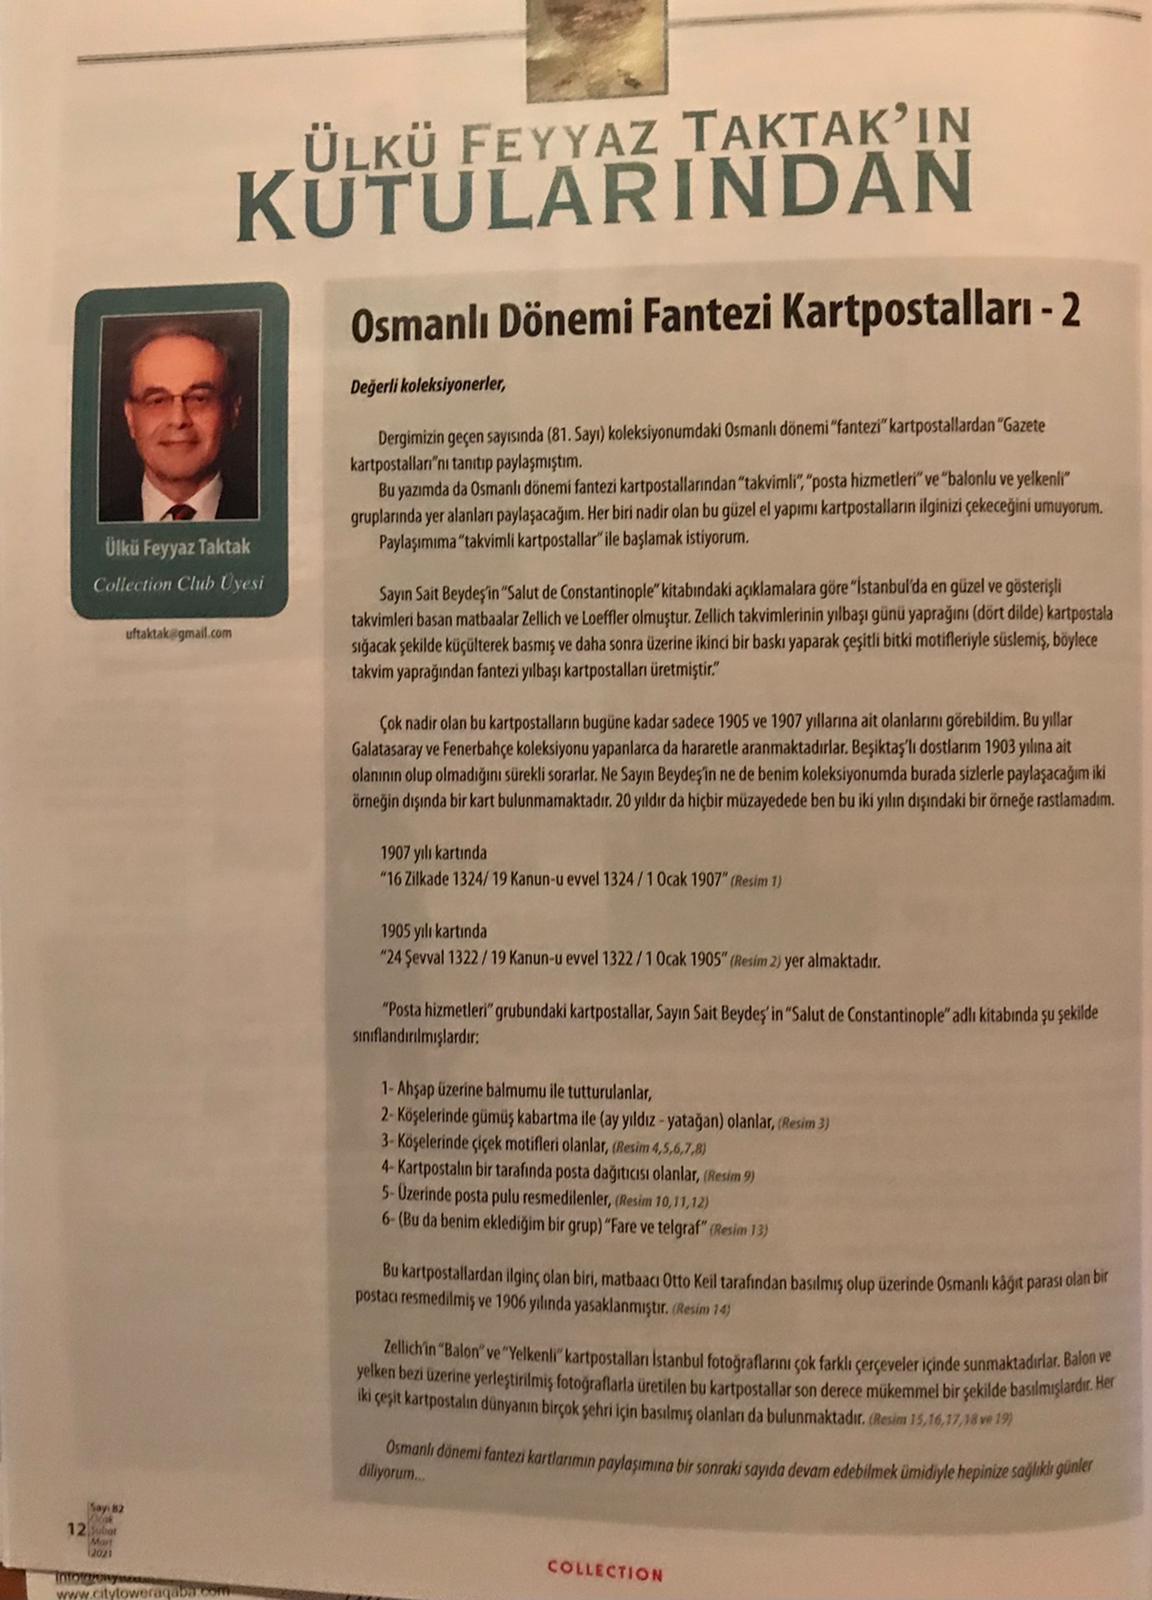 ÜLKÜ FEYYAZ TAKTAK'IN
KUTULARINDAN
Ülkü Feyyaz Taktak
Collection Club Üyesi
uftaktak@gmail.com
Osmanlı Dönemi Fantezi Kartpostalları - 2
Değerli koleksiyonerler,
Dergimizin geçen sayısında (81. Sayı) koleksiyonumdaki Osmanlı dönemi "fantezi" kartpostallardan "Gazete
kartpostalları"nı tanıtıp paylaşmıştım.
Bu yazımda da Osmanlı dönemi fantezi kartpostallarından "takvimli", "posta hizmetleri" ve "balonlu ve yelkenli"
gruplarında yer alanları paylaşacağım. Her biri nadir olan bu güzel el yapımı kartpostalların ilginizi çekeceğini umuyorum.
Paylaşımıma "takvimli kartpostallar" ile başlamak istiyorum.
Sayın Sait Beydeş'in "Salut de Constantinople" kitabındaki açıklamalara göre "İstanbul'da en güzel ve gösterişli
takvimleri basan matbaalar Zellich ve Loeffler olmuştur. Zellich takvimlerinin yılbaşı günü yaprağını (dört dilde) kartpostala
sığacak şekilde küçülterek basmış ve daha sonra üzerine ikinci bir baskı yaparak çeşitli bitki motifleriyle süslemiş, böylece
takvim yaprağından fantezi yılbaşı kartpostalları üretmiştir."
Çok nadir olan bu kartpostalların bugüne kadar sadece 1905 ve 1907 yıllarına ait olanlarını görebildim. Bu yıllar
Galatasaray ve Fenerbahçe koleksiyonu yapanlarca da hararetle aranmaktadırlar. Beşiktaş'lı dostlarım 1903 yılına ait
olanının olup olmadığını sürekli sorarlar. Ne Sayın Beydeş'in ne de benim koleksiyonumda burada sizlerle paylaşacağım iki
örneğin dışında bir kart bulunmamaktadır. 20 yıldır da hiçbir müzayedede ben bu iki yılın dışındaki bir örneğe rastlamadım.
1907 yılı kartında
"16 Zilkade 1324/ 19 Kanun-u evvel 1324 / 1 Ocak 1907" (Resim 1)
1905 yılı kartında
"24 Şevval 1322 / 19 Kanun-u evvel 1322 / 1 Ocak 1905" (Resim 2) yer almaktadır.
"Posta hizmetleri" grubundaki kartpostallar, Sayın Sait Beydeş' in "Salut de Constantinople" adlı kitabında şu şekilde
sınıflandırılmışlardır:
1- Ahşap üzerine balmumu ile tutturulanlar,
2- Köşelerinde gümüş kabartma ile (ay yıldız - yatağan) olanlar, (Resim 3)
3- Köşelerinde çiçek motifleri olanlar, (Resim 4,5,6,7,8)
4- Kartpostalın bir tarafında posta dağıtıcısı olanlar, (Resim 9)
5- Üzerinde posta pulu resmedilenler, (Resim 10,11,12)
6- (Bu da benim eklediğim bir grup) "Fare ve telgraf" (Resim 13)
Bu kartpostallardan ilginç olan biri, matbaacı Otto Keil tarafından basılmış olup üzerinde Osmanlı kâğıt parası olan bir
postacı resmedilmiş ve 1906 yılında yasaklanmıştır. (Resim 14)
Zellich'in "Balon" ve "Yelkenli" kartpostalları İstanbul fotoğraflarını çok farklı çerçeveler içinde sunmaktadırlar. Balon ve
yelken bezi üzerine yerleştirilmiş fotoğraflarla üretilen bu kartpostallar son derece mükemmel bir şekilde basılmışlardır. Her
iki çeşit kartpostalın dünyanın birçok şehri için basılmış olanları da bulunmaktadır. (Resim 15,16,17,18 ve 19)
Osmanlı dönemi fantezi kartlarımın paylaşımına bir sonraki sayıda devam edebilmek ümidiyle hepinize sağlıklı günler
diliyorum...
12
Sayı 82
Ocak
Şubat
Mart
2021
COLLECTION
www.citytoweraqaba.com